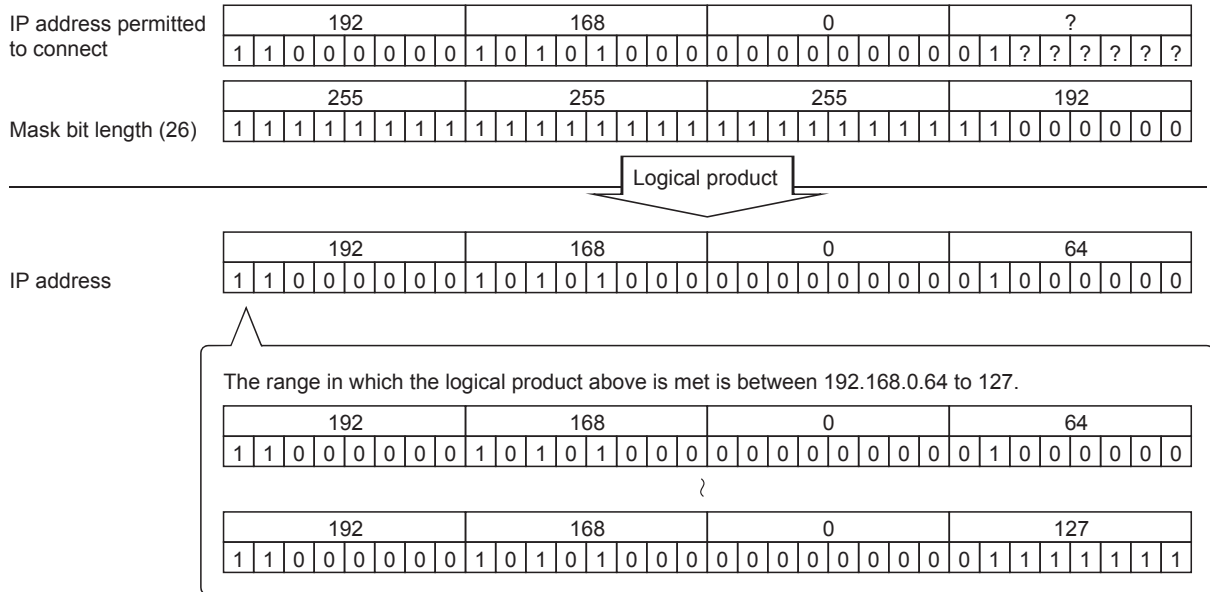 IP address permitted
to connect
192 168 0 ?
1 1 0 0 0 0 0 0 1 0 1 0 1 0 0 0 0 0 0 0 0 0 0 0 0 1 ? ? ? ? ? ?
255 255 255 192
Mask bit length (26)
1 1 1 1 1 1 1 1 1 1 1 1 1 1 1 1 1 1 1 1 1 1 1 1 1 1 0 0 0 0 0 0
Logical product
192 168 0 64
IP address
1 1 0 0 0 0 0 0 1 0 1 0 1 0 0 0 0 0 0 0 0 0 0 0 0 1 0 0 0 0 0 0
The range in which the logical product above is met is between 192.168.0.64 to 127.
192 168 0 64
1 1 0 0 0 0 0 0 1 0 1 0 1 0 0 0 0 0 0 0 0 0 0 0 0 1 0 0 0 0 0 0
~
192 168 0 127
1 1 0 0 0 0 0 0 1 0 1 0 1 0 0 0 0 0 0 0 0 0 0 0 0 1 1 1 1 1 1 1